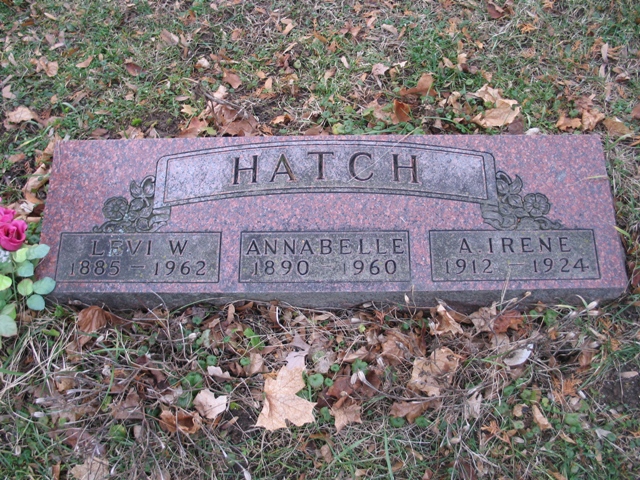 HATCH
LEVI W.
1885 – 1962
ANNABELLE
1890 – 1960
A. IRENE
1912 – 1924